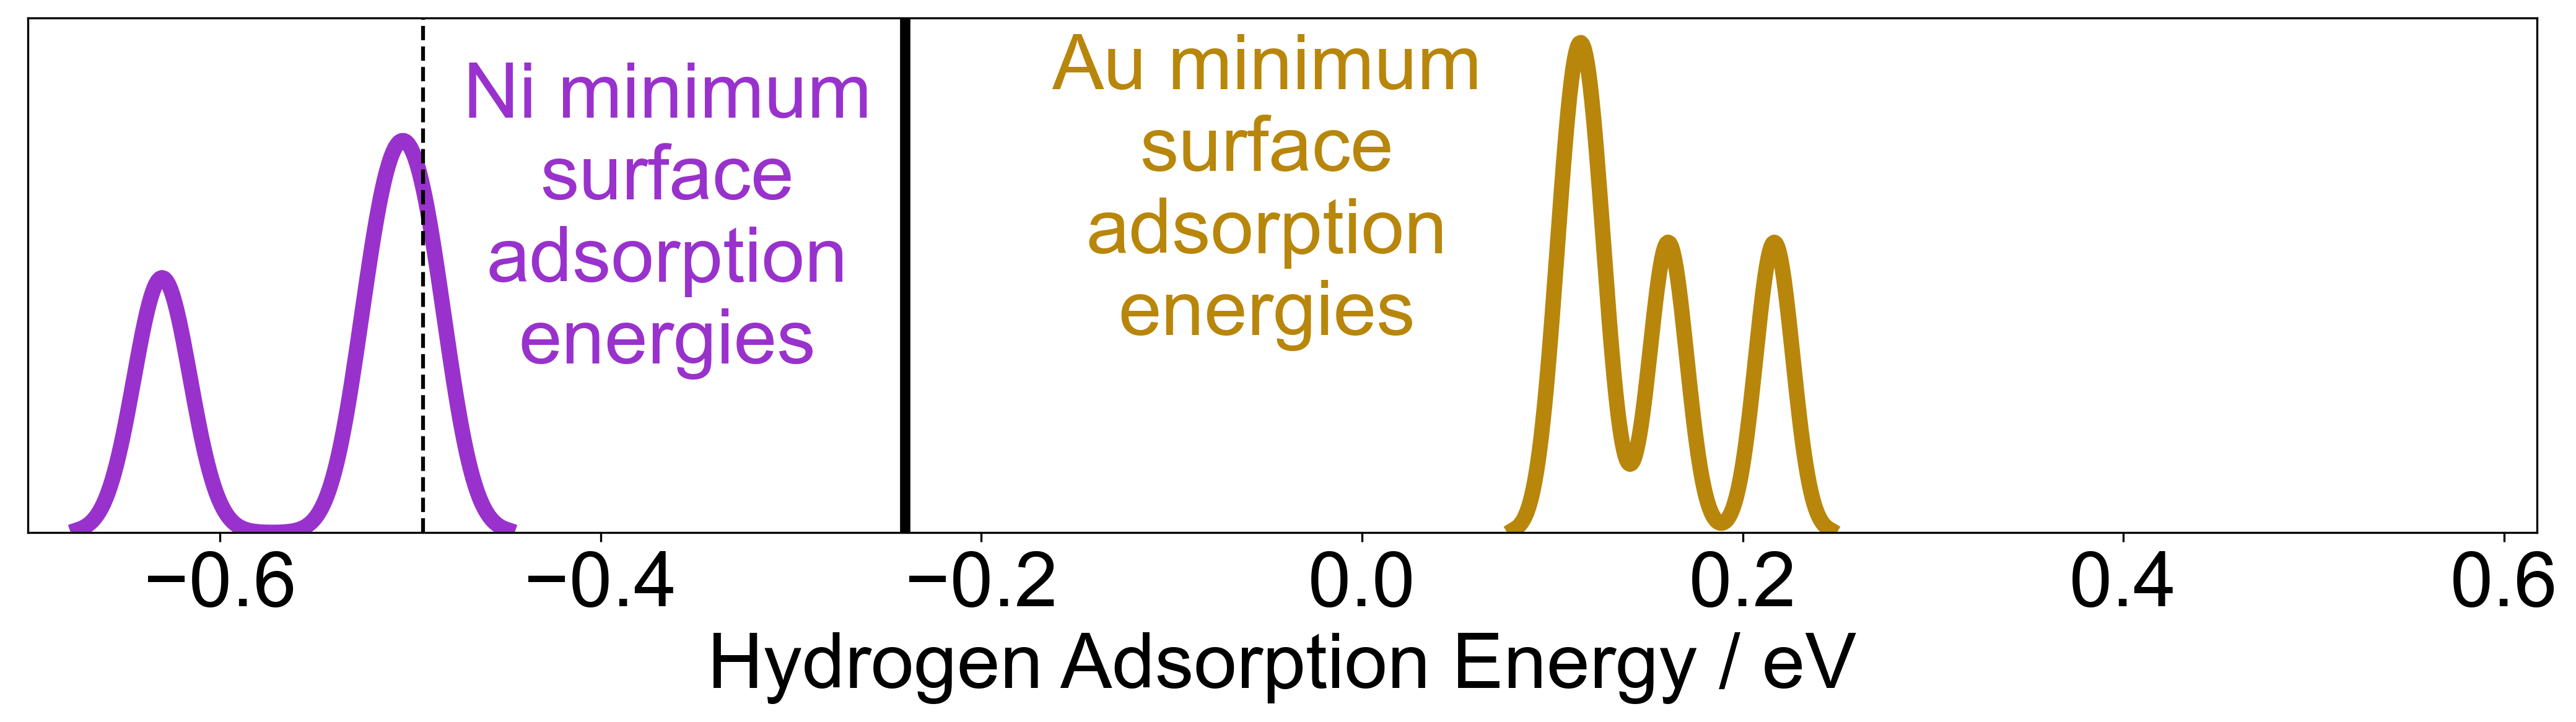 Ni minimum
surface
adsorption
energies
Au minimum
surface
adsorption
energies
−0.6 −0.4 −0.2 0.0 0.2 0.4 0.6
Hydrogen Adsorption Energy / eV